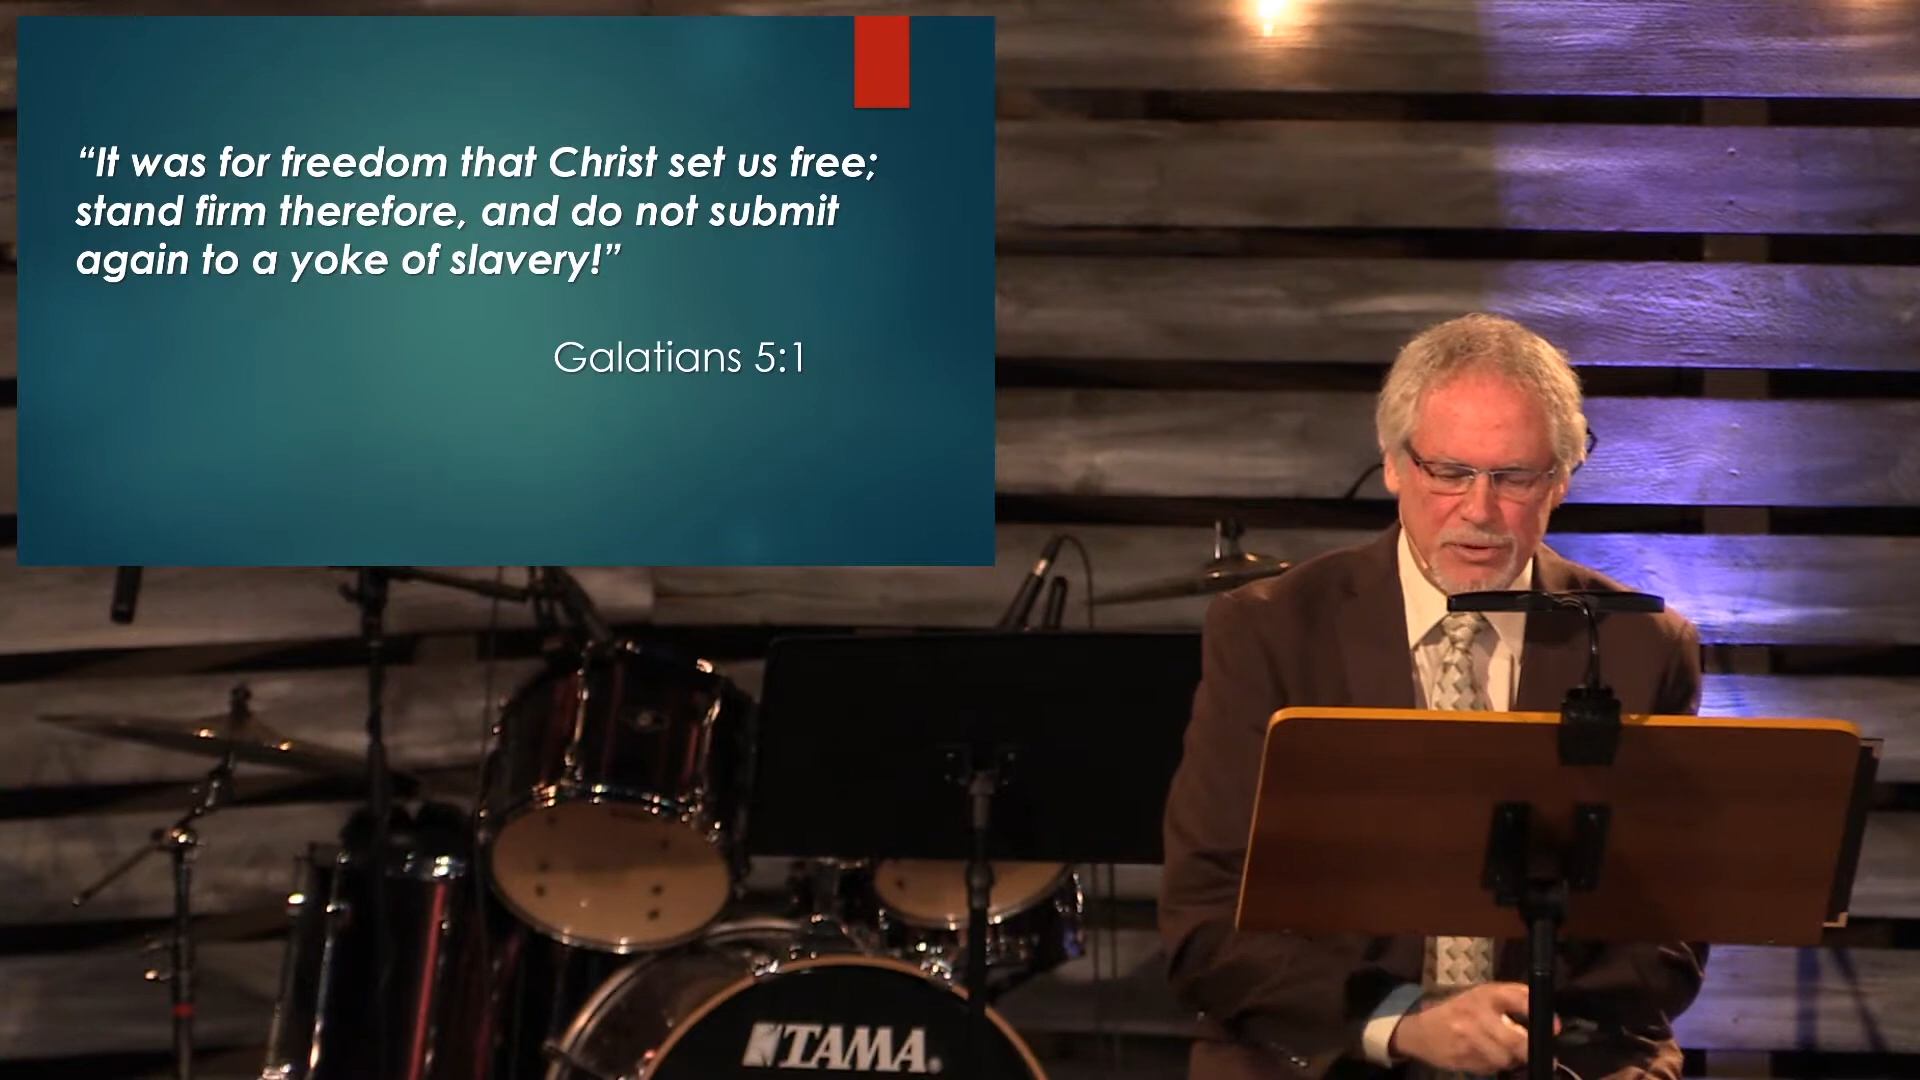 “It was for freedom that Christ set us free;
stand firm therefore, and do not submit
again to a yoke of slavery!”
Galatians 5:1
TAMA